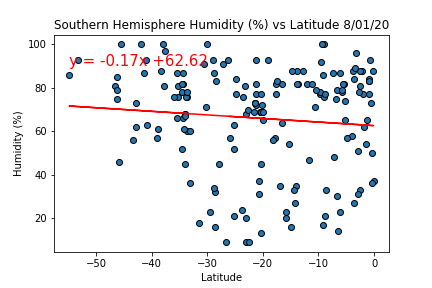 Southern Hemisphere Humidity (%) vs Latitude 8/01/20
100
80
60
40
20
Humidity (%)
y = -0.17x +62.62
−50
−40
−30
−20
−10
0
Latitude